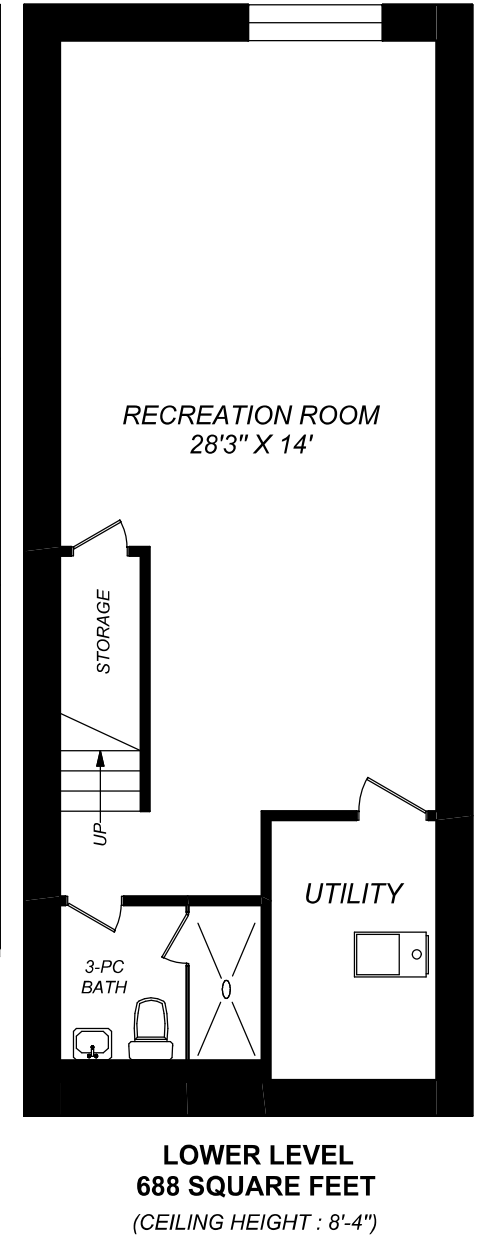 RECREATION ROOM
28'3" X 14'
STORAGE
UP
UTILITY
3-PC
BATH
LOWER LEVEL
688 SQUARE FEET
(CEILING HEIGHT : 8'-4")